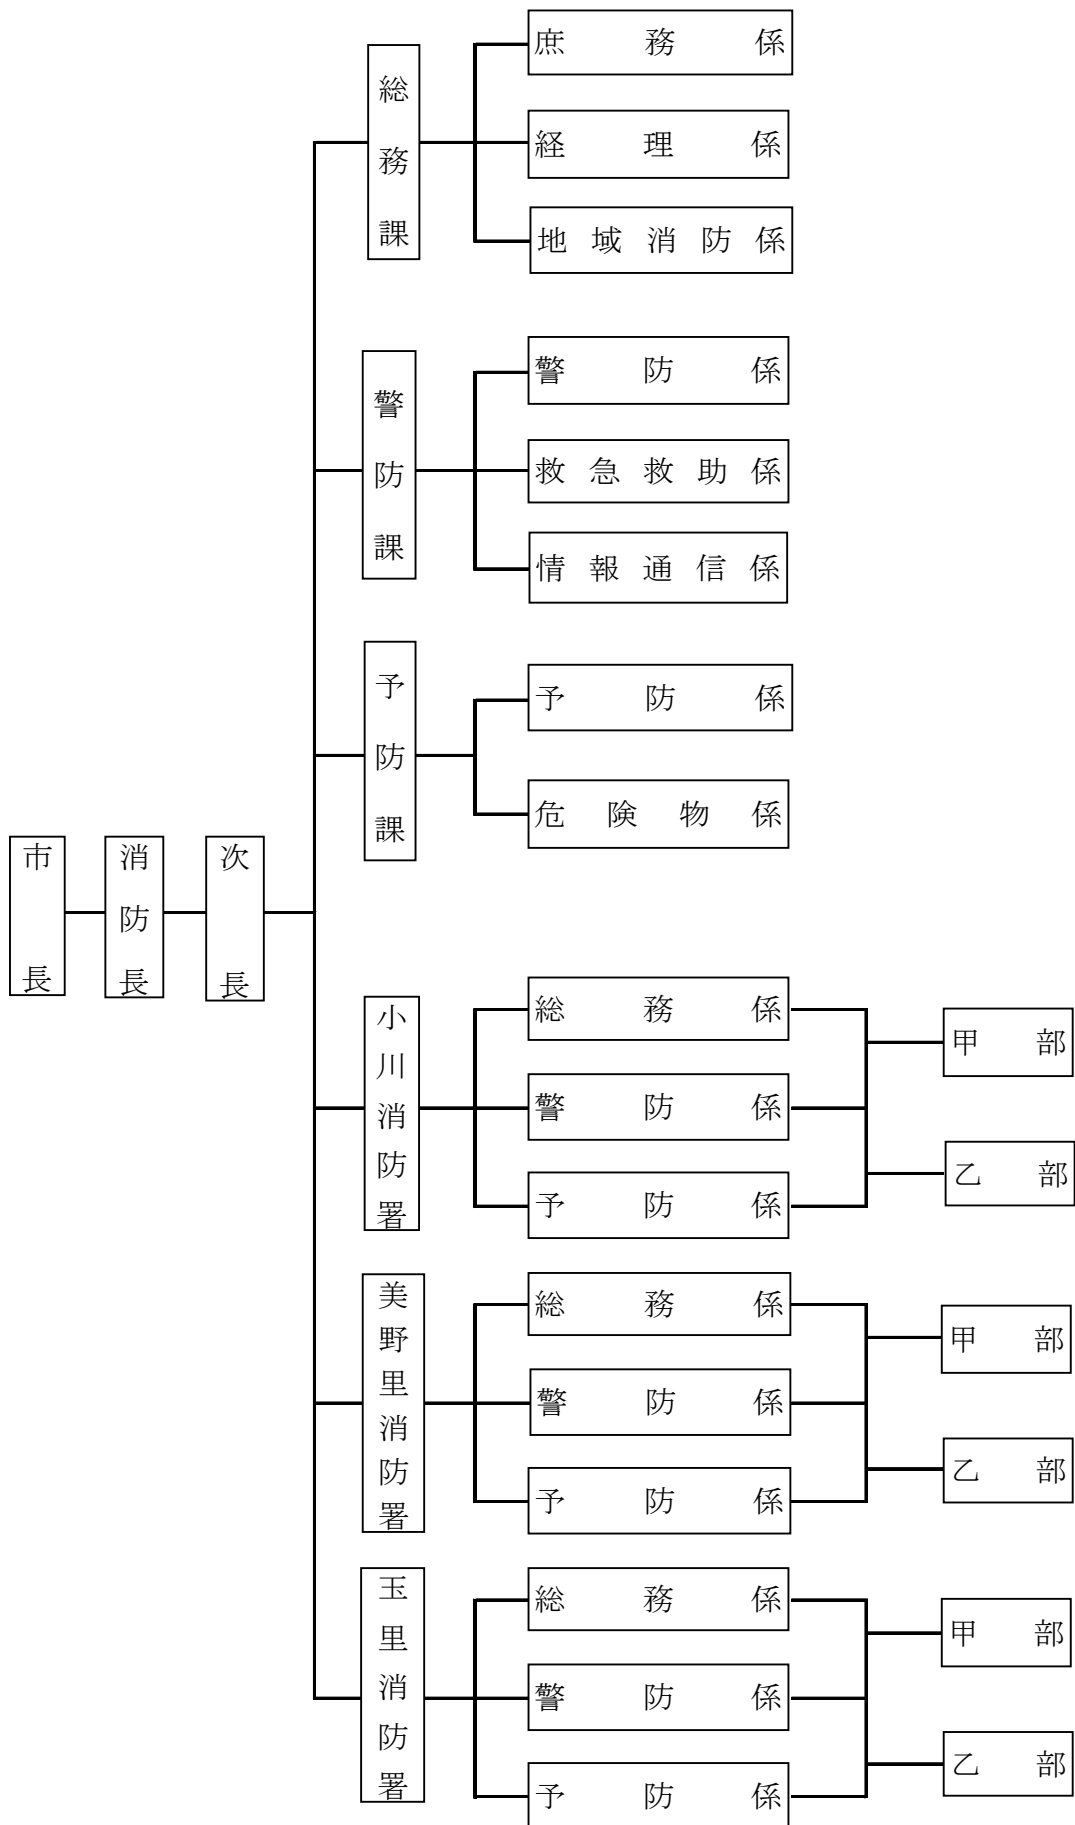 市長
消防長
次長
総務課
庶務係
経理係
地域消防係
警防課
警防係
救急救助係
情報通信係
予防課
予防係
危険物係
小川消防署
総務係
警防係
予防係
甲部
乙部
美野里消防署
総務係
警防係
予防係
甲部
乙部
玉里消防署
総務係
警防係
予防係
甲部
乙部